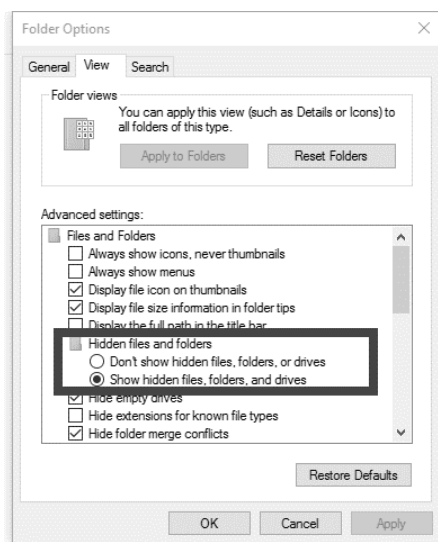 Folder Options
General View Search
Folder views
You can apply this view (such as Details or Icons) to
all folders of this type.
Apply to Folders Reset Folders
Advanced settings:
Files and Folders
Always show icons, never thumbnails
Always show menus
Display file icon on thumbnails
Display file size information in folder tips
Display the full path in the title bar
Hidden files and folders
Don't show hidden files, folders, or drives
Show hidden files, folders, and drives
Hide empty drives
Hide extensions for known file types
Hide folder merge conflicts
Restore Defaults
OK Cancel Apply